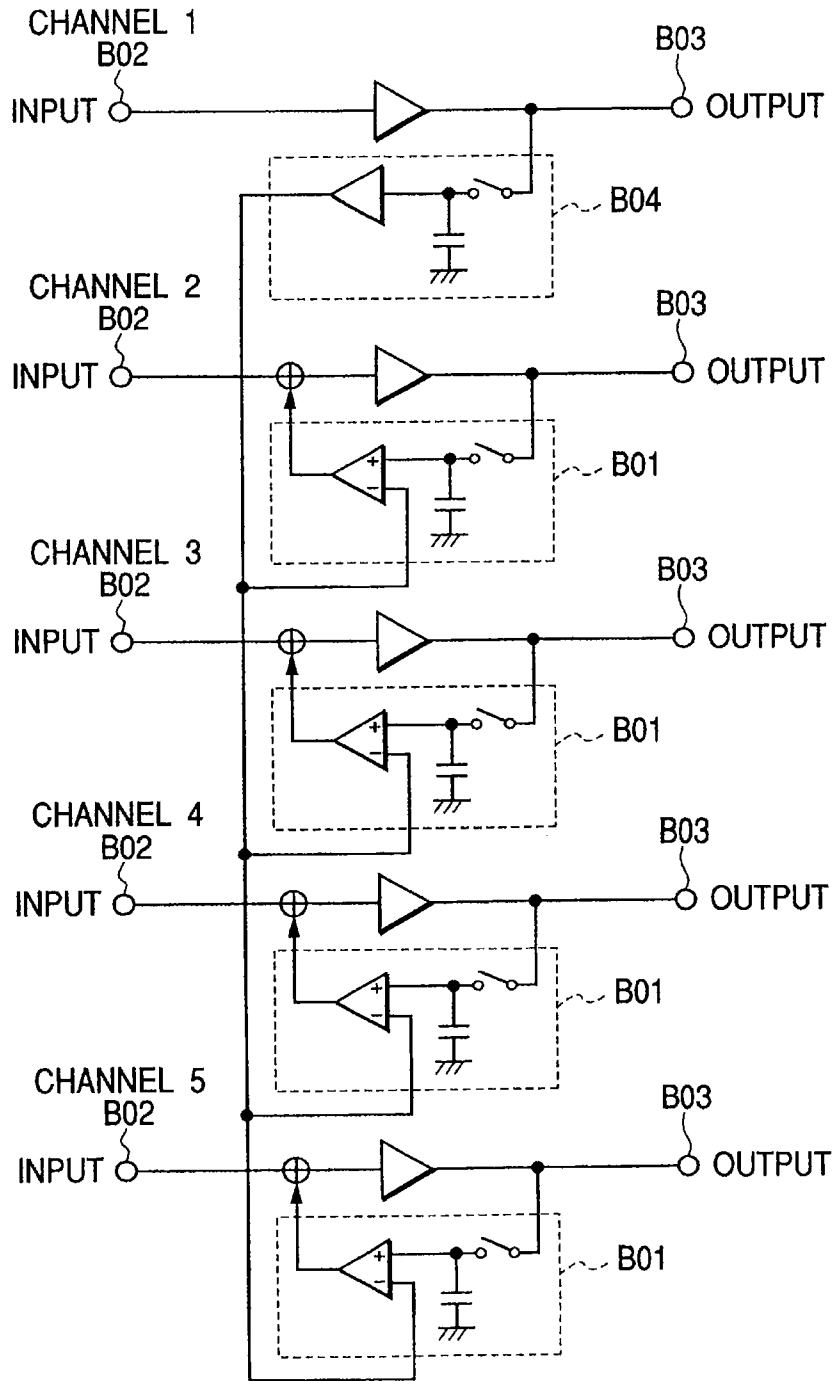 CHANNEL 1
B02
B03
INPUT
OUTPUT
B04
CHANNEL 2
B02
B03
INPUT
OUTPUT
+
−
B01
CHANNEL 3
B02
B03
INPUT
OUTPUT
+
−
B01
CHANNEL 4
B02
B03
INPUT
OUTPUT
+
−
B01
CHANNEL 5
B02
B03
INPUT
OUTPUT
+
−
B01